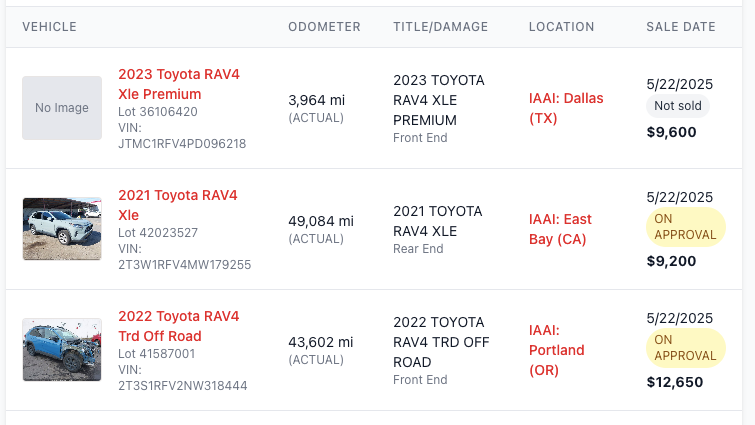 VEHICLE ODOMETER TITLE/DAMAGE LOCATION SALE DATE
No Image
2023 Toyota RAV4
Xle Premium
Lot 36106420
VIN:
JTMC1RFV4PD096218
3,964 mi
(ACTUAL)
2023 TOYOTA
RAV4 XLE
PREMIUM
Front End
IAAI: Dallas
(TX)
5/22/2025
Not sold
$9,600
2021 Toyota RAV4
Xle
Lot 42023527
VIN:
2T3W1RFV4MW179255
49,084 mi
(ACTUAL)
2021 TOYOTA
RAV4 XLE
Rear End
IAAI: East
Bay (CA)
5/22/2025
ON
APPROVAL
$9,200
2022 Toyota RAV4
Trd Off Road
Lot 41587001
VIN:
2T3S1RFV2NW318444
43,602 mi
(ACTUAL)
2022 TOYOTA
RAV4 TRD OFF
ROAD
Front End
IAAI:
Portland
(OR)
5/22/2025
ON
APPROVAL
$12,650